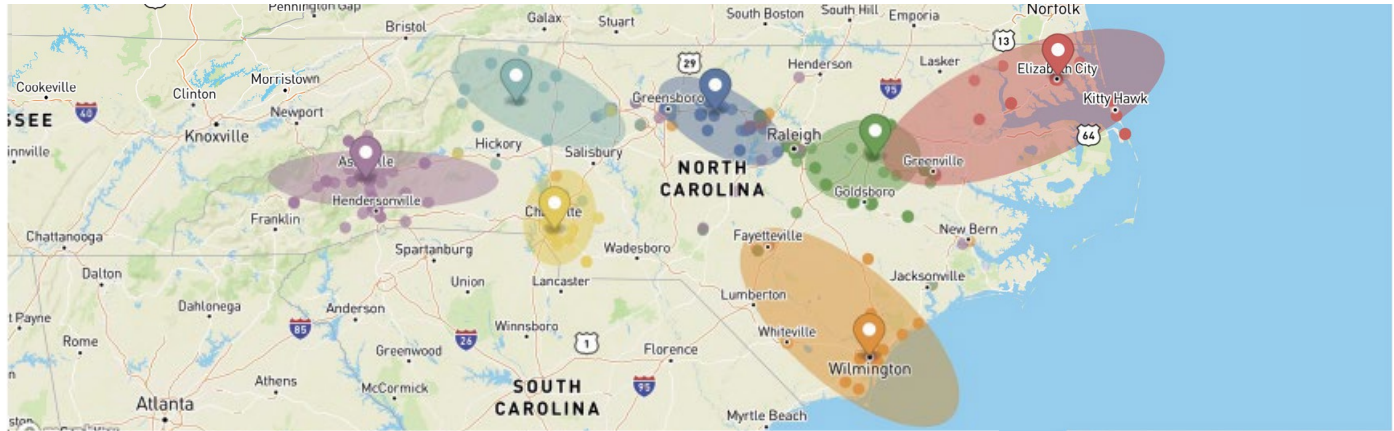 Pennington Gap
Bristol
Galax
Stuart
South Boston
South Hill
Emporia
Norfolk
13
29
Cookeville
Morristown
Clinton
40
SSEE
Newport
Knoxville
innville
Greensboro
Henderson
Lasker
95
Elizabeth City
Kitty Hawk
64
Hickory
Salisbury
Raleigh
Greenville
NORTH
CAROLINA
Goldsboro
Hendersonville
Franklin
Chattanooga
Spartanburg
Wadesboro
Fayetteville
New Bern
Dalton
Union
Lancaster
Jacksonville
Lumberton
Dahlonega
Anderson
t Payne
85
Winnsboro
Whiteville
Rome
26
1
Greenwood
Florence
Wilmington
Athens
McCormick
SOUTH
CAROLINA
95
Atlanta
Myrtle Beach